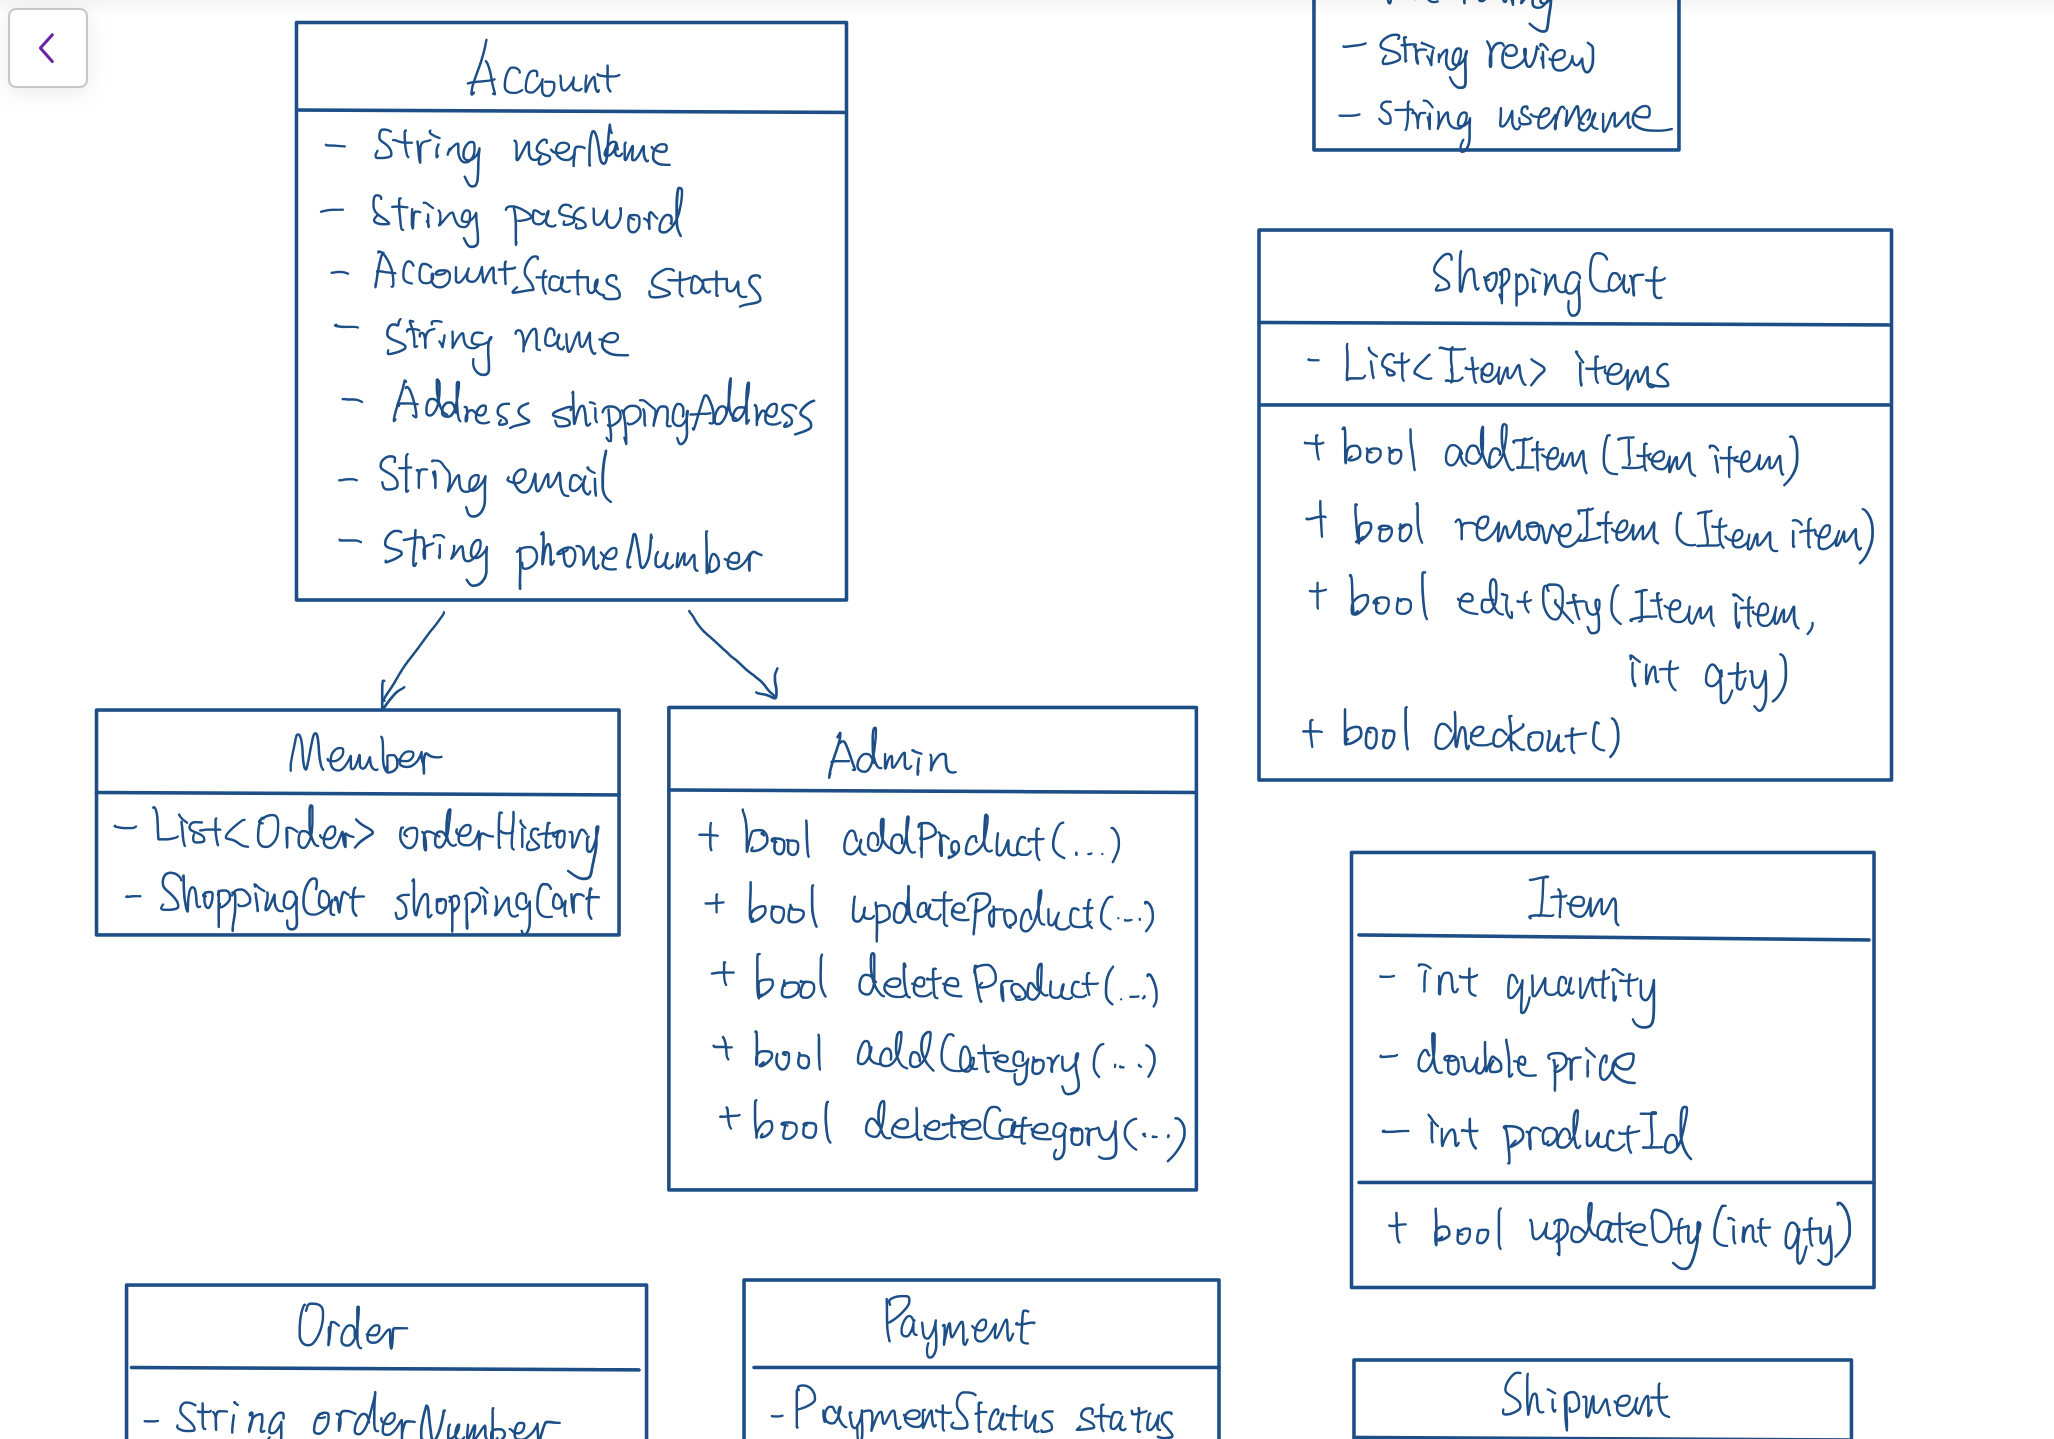 Account
- String userName
- String password
- AccountStatus status
- String name
- Address shippingAddress
- String email
- String phoneNumber
- String review
- String username
ShoppingCart
- List<Item> items
+ bool addItem (Item item)
+ bool removeItem (Item item)
+ bool editQty(Item item,
int qty)
+ bool checkout()
Member
- List<Order> orderHistory
- ShoppingCart shoppingCart
Admin
+ bool addProduct(...)
+ bool updateProduct(...)
+ bool deleteProduct(...)
+ bool addCategory(...)
+ bool deleteCategory(...)
Item
- int quantity
- double price
- int productId
+ bool updateQty(int qty)
Order
- String orderNumber
Payment
- PaymentStatus status
Shipment